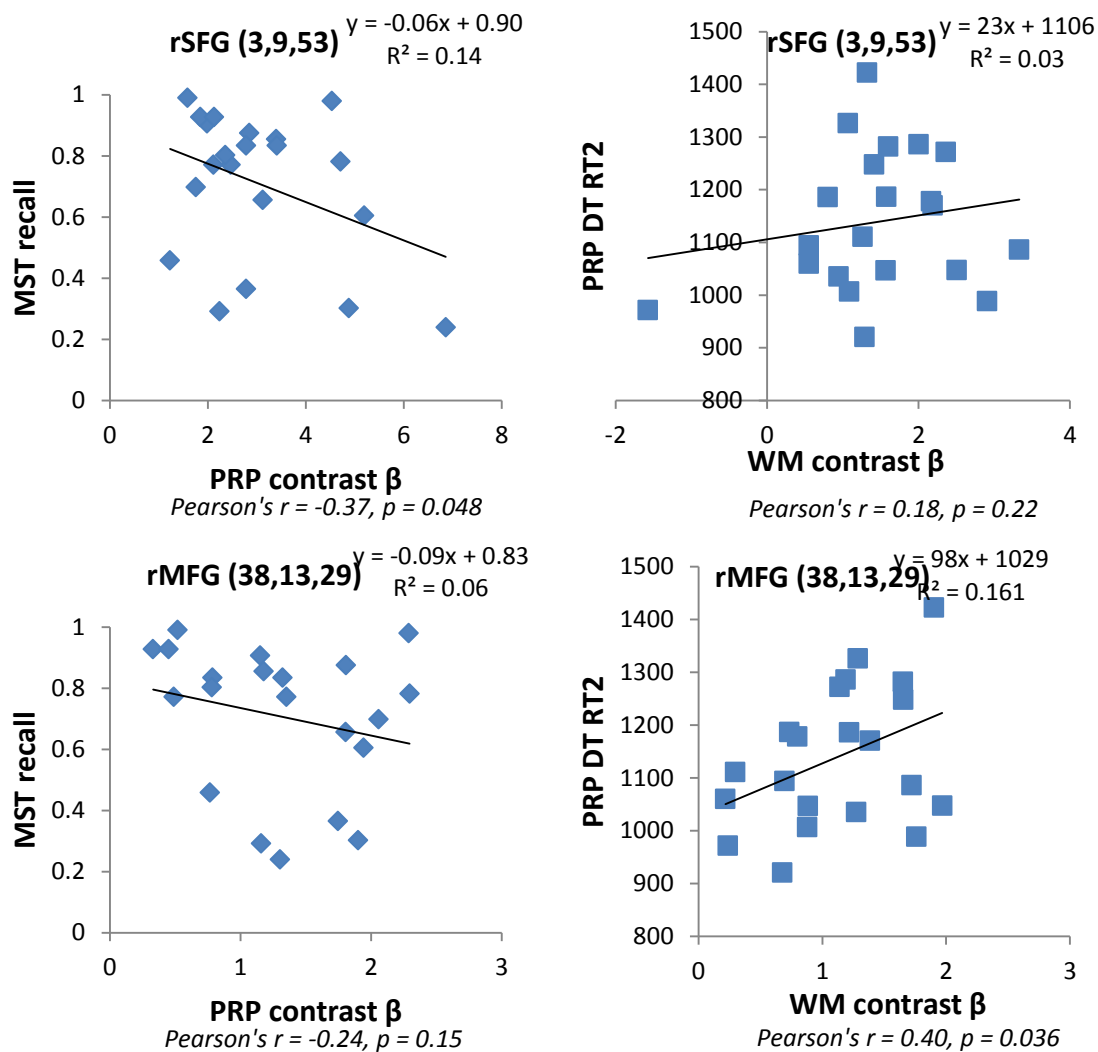 rSFG (3,9,53)
y = -0.06x + 0.90
R² = 0.14
MST recall
1
0.8
0.6
0.4
0.2
0
0 2 4 6 8
PRP contrast β
Pearson's r = -0.37, p = 0.048
rSFG (3,9,53)
y = 23x + 1106
R² = 0.03
PRP DT RT2
1500
1400
1300
1200
1100
1000
900
800
-2 0 2 4
WM contrast β
Pearson's r = 0.18, p = 0.22
rMFG (38,13,29)
y = -0.09x + 0.83
R² = 0.06
MST recall
1
0.8
0.6
0.4
0.2
0
0 1 2 3
PRP contrast β
Pearson's r = -0.24, p = 0.15
rMFG (38,13,29)
y = 98x + 1029
R² = 0.161
PRP DT RT2
1500
1400
1300
1200
1100
1000
900
800
0 1 2 3
WM contrast β
Pearson's r = 0.40, p = 0.036